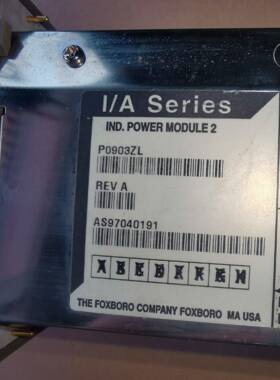 I/A Series
IND. POWER MODULE 2
P0903ZL
REV A
AS97040191
THE FOXBORO COMPANY FOXBORO MA USA